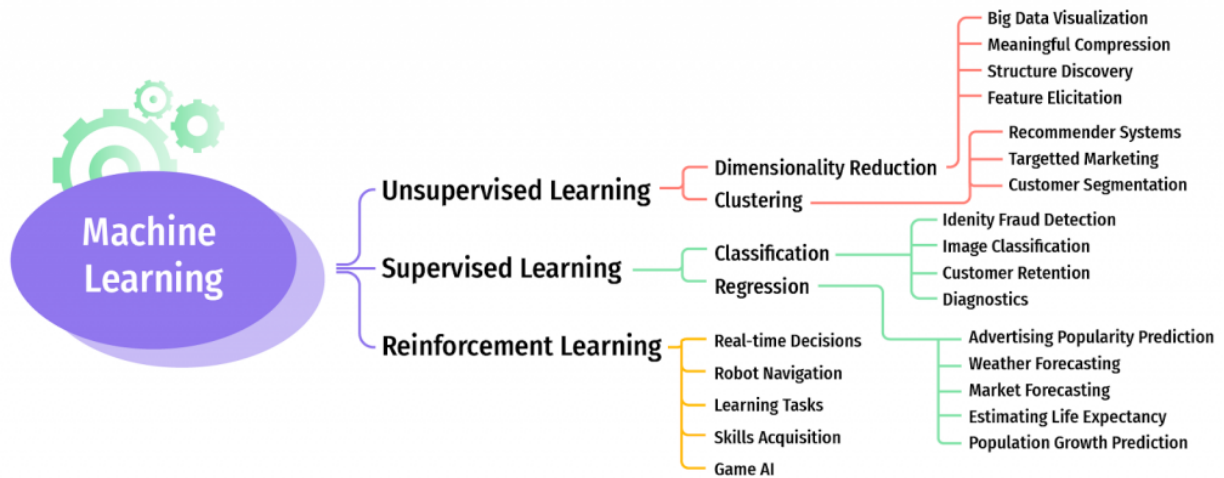 Machine
Learning
Unsupervised Learning
Dimensionality Reduction
Big Data Visualization
Meaningful Compression
Structure Discovery
Feature Elicitation
Clustering
Recommender Systems
Targetted Marketing
Customer Segmentation
Supervised Learning
Classification
Idenity Fraud Detection
Image Classification
Customer Retention
Diagnostics
Regression
Advertising Popularity Prediction
Weather Forecasting
Market Forecasting
Estimating Life Expectancy
Population Growth Prediction
Reinforcement Learning
Real-time Decisions
Robot Navigation
Learning Tasks
Skills Acquisition
Game AI